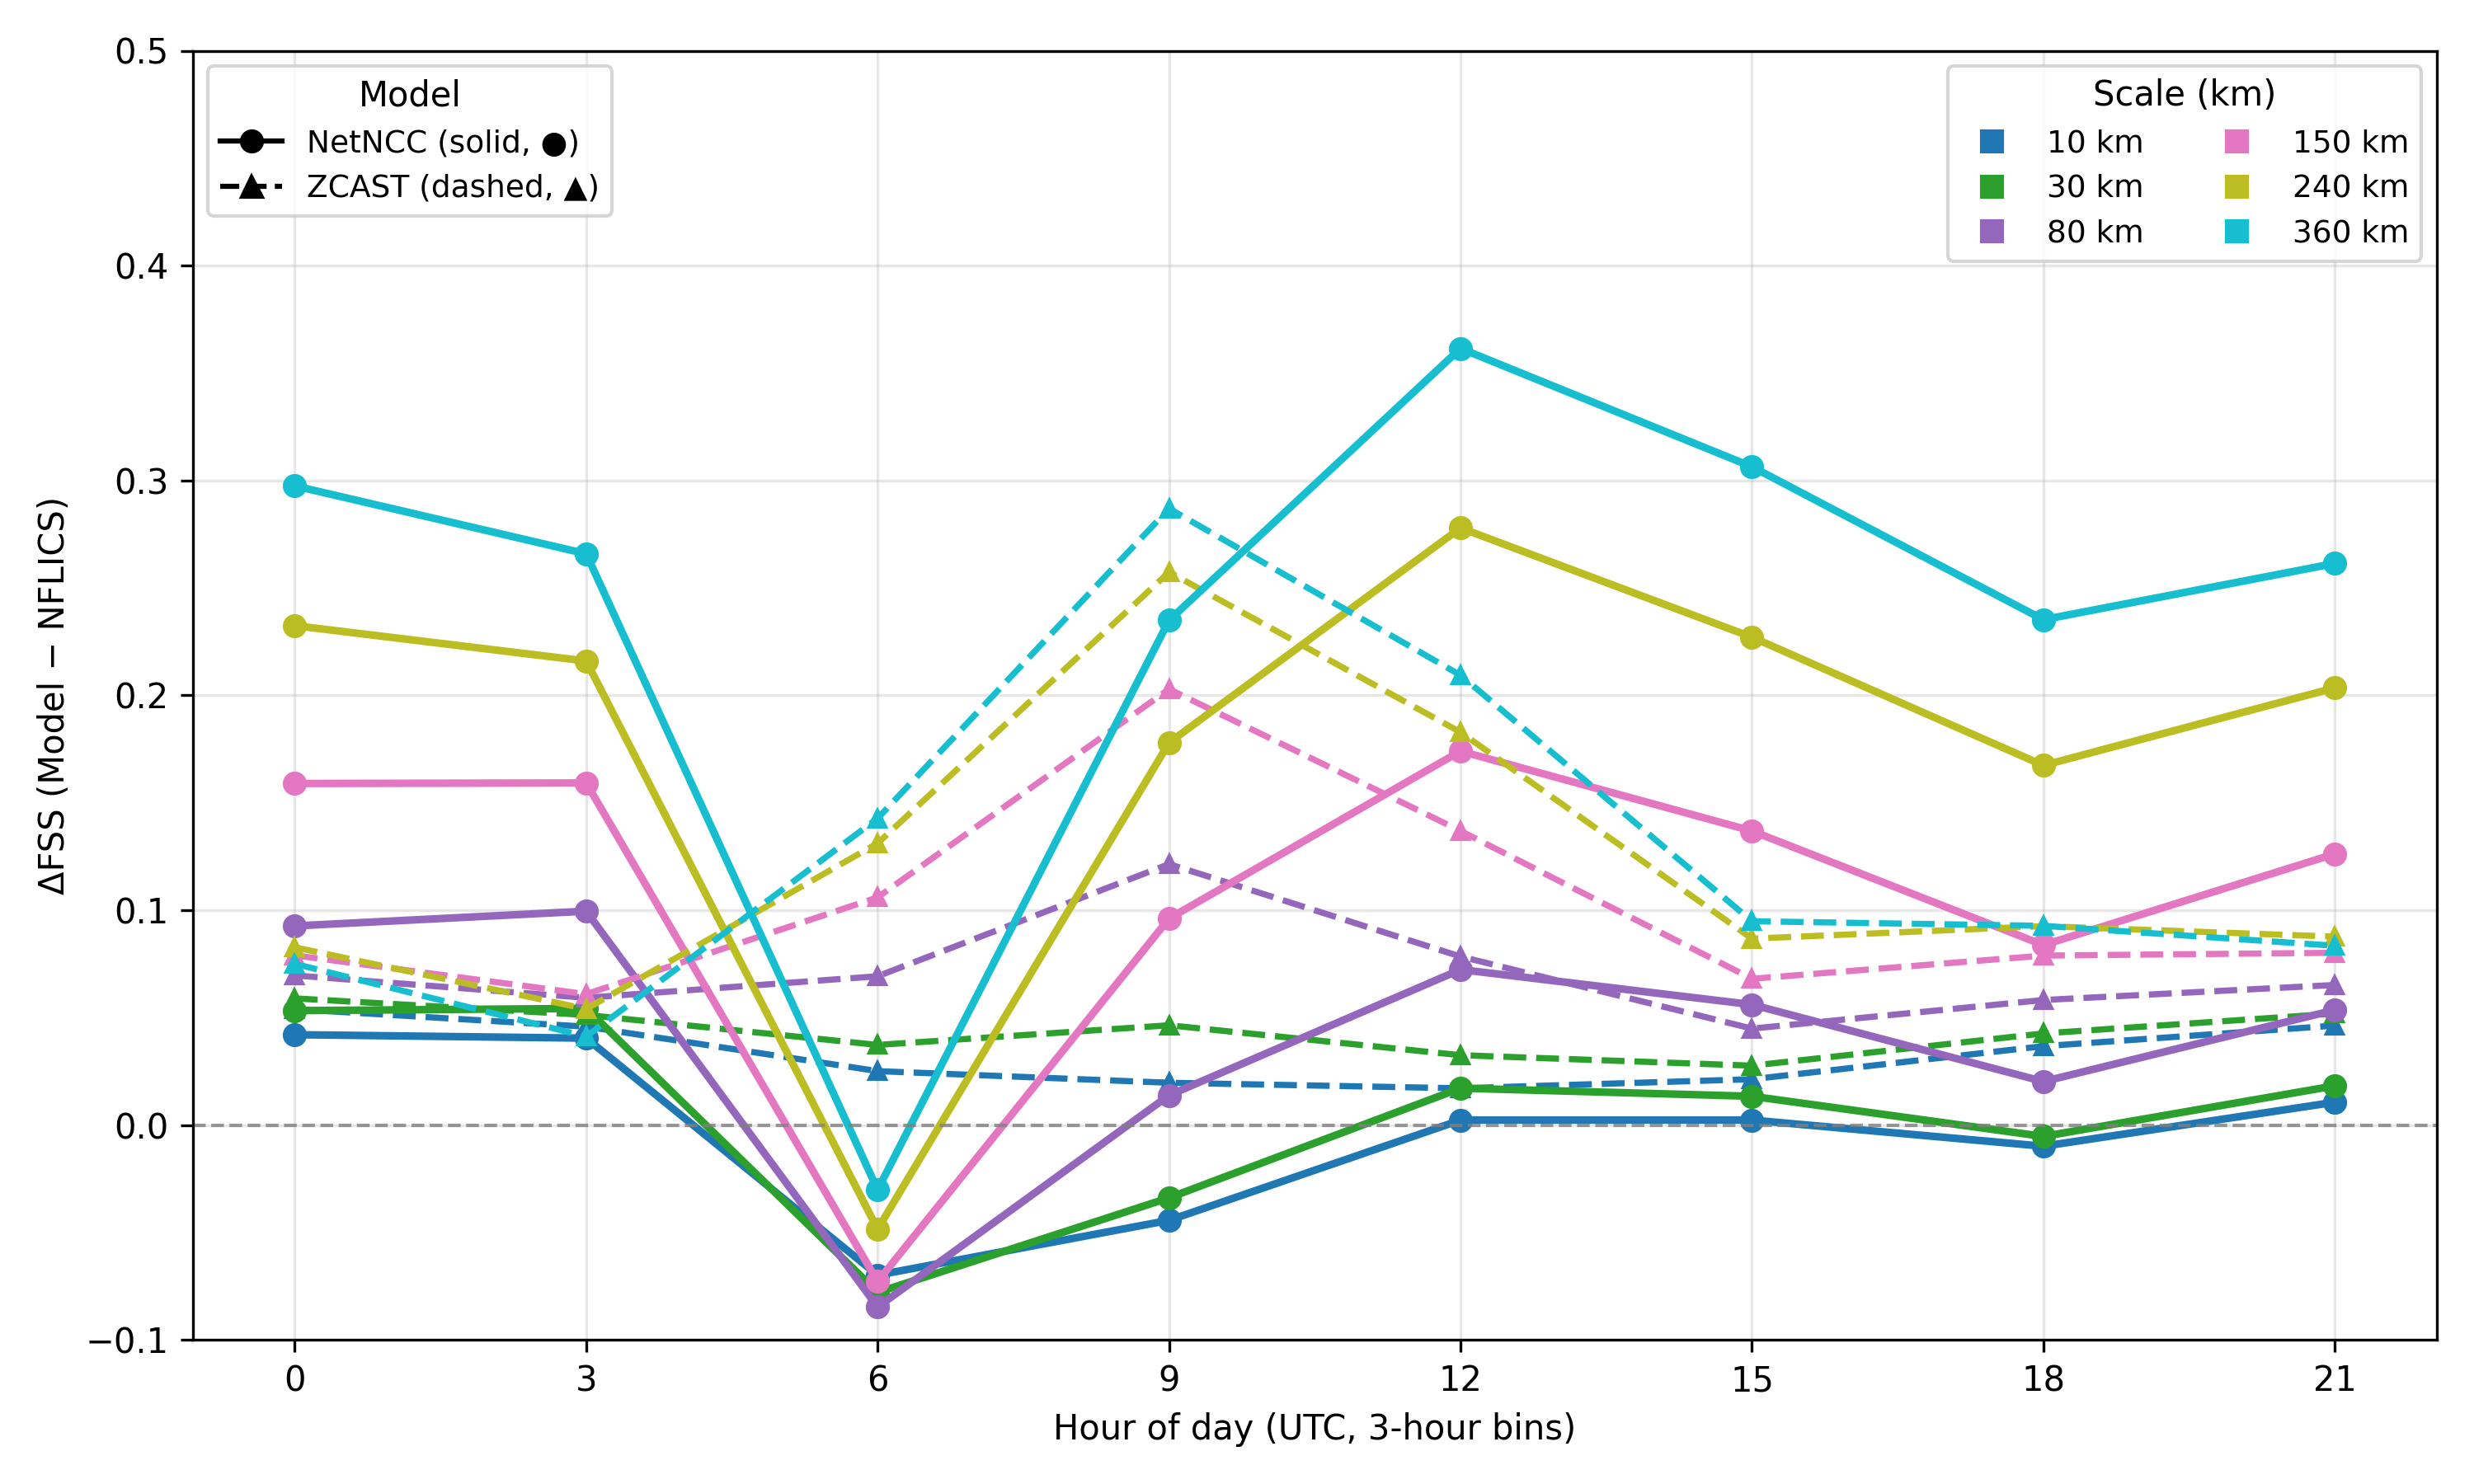 Model
NetNCC (solid, ●)
ZCAST (dashed, ▲)
Scale (km)
10 km
30 km
80 km
150 km
240 km
360 km
ΔFSS (Model − NFLICS)
0.5
0.4
0.3
0.2
0.1
0.0
−0.1
0 3 6 9 12 15 18 21
Hour of day (UTC, 3-hour bins)